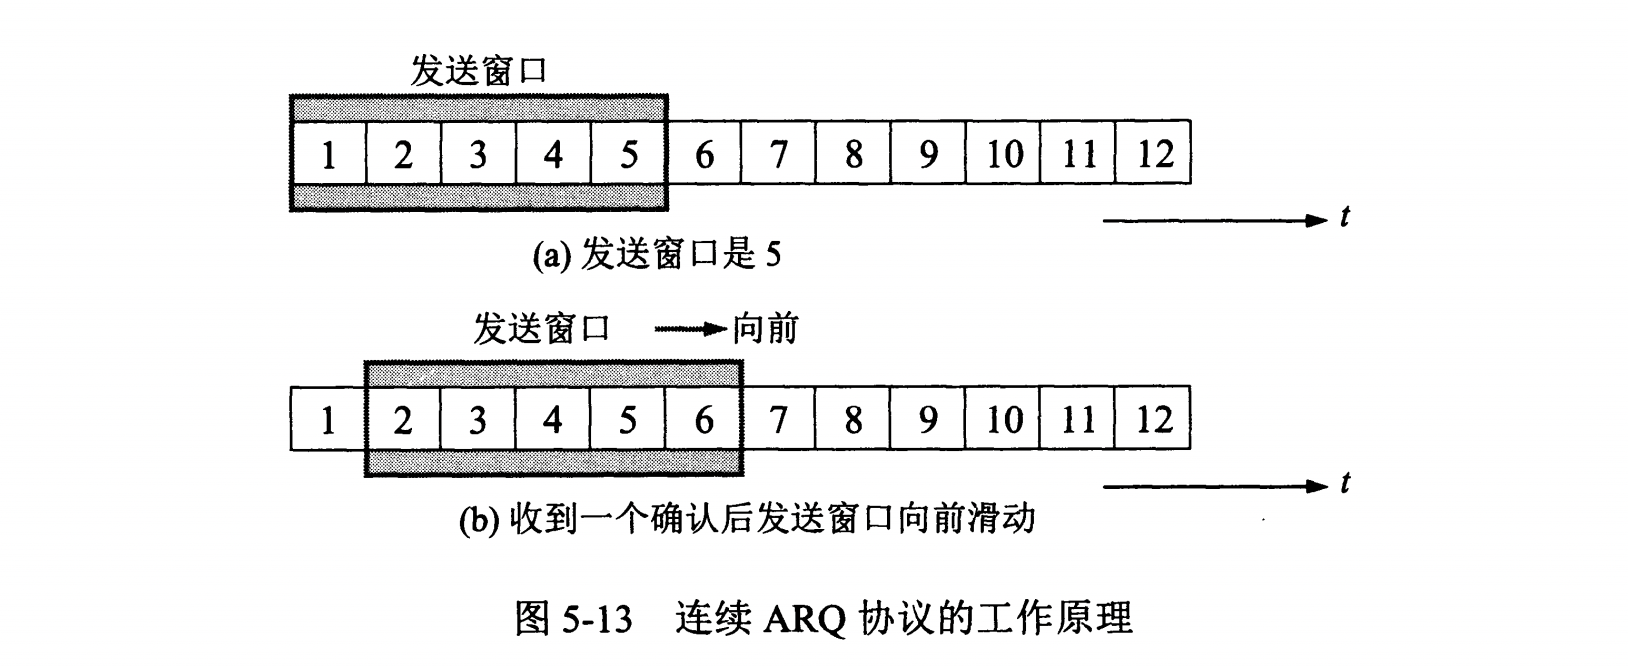 发送窗口
1 2 3 4 5 6 7 8 9 10 11 12
t
(a) 发送窗口是 5
发送窗口 向前
1 2 3 4 5 6 7 8 9 10 11 12
t
(b) 收到一个确认后发送窗口向前滑动
图 5-13 连续 ARQ 协议的工作原理